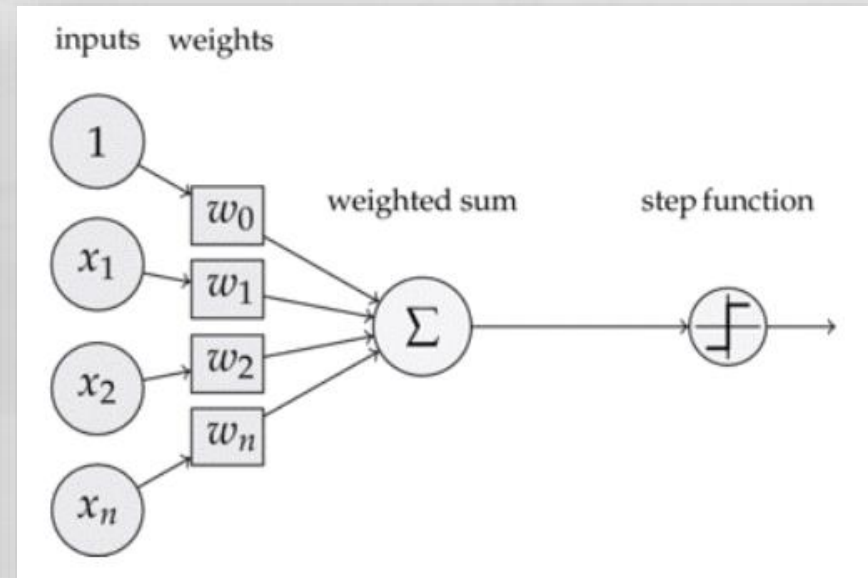 inputs weights
1
w₀
weighted sum
step function
x₁
w₁
Σ
x₂
w₂
wₙ
xₙ